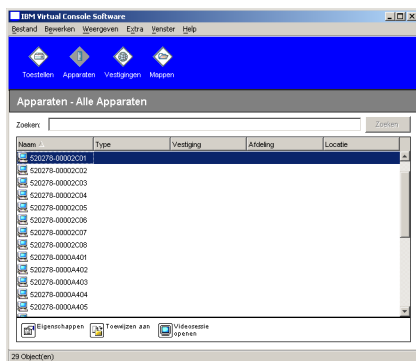 IBM Virtual Console Software
Bestand Bewerken Weergeven Extra Venster Help
Toestellen Apparaten Vestigingen Mappen
Apparaten - Alle Apparaten
Zoeken: Zoeken
Naam Type Vestiging Afdeling Locatie
520278-00002C01
520278-00002C02
520278-00002C03
520278-00002C04
520278-00002C05
520278-00002C06
520278-00002C07
520278-00002C08
520278-0000A401
520278-0000A402
520278-0000A403
520278-0000A404
520278-0000A405
Eigenschappen Toewijzen aan Videosessie
openen
29 Object(en)